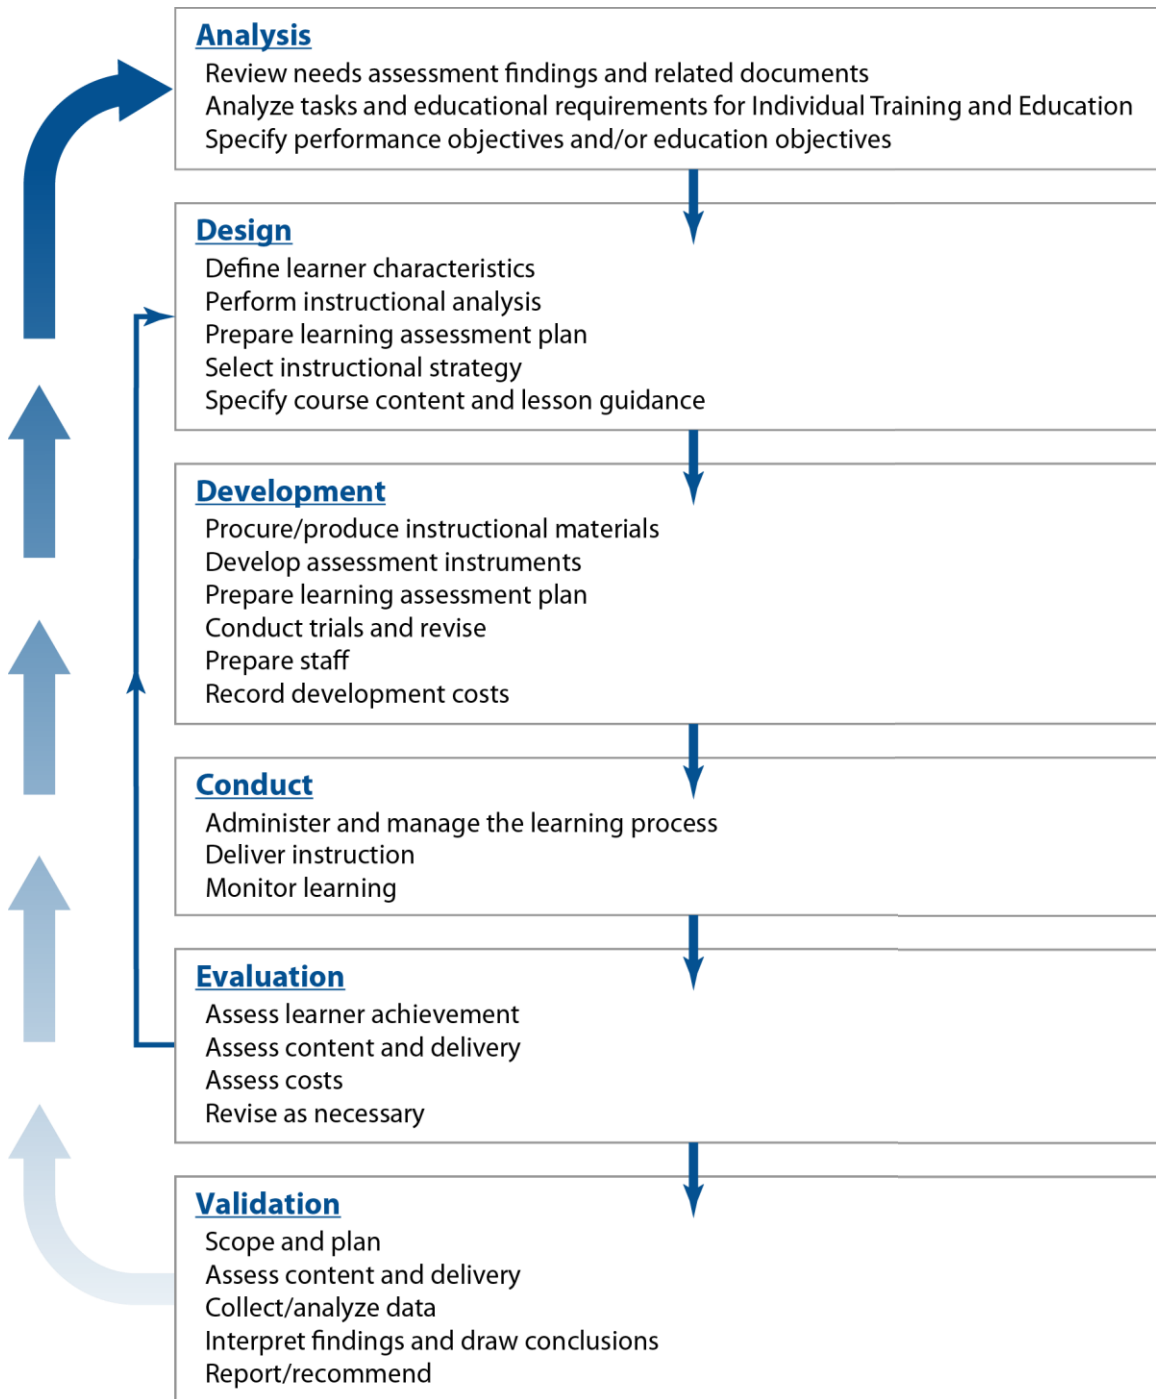 Analysis
Review needs assessment findings and related documents
Analyze tasks and educational requirements for Individual Training and Education
Specify performance objectives and/or education objectives
Design
Define learner characteristics
Perform instructional analysis
Prepare learning assessment plan
Select instructional strategy
Specify course content and lesson guidance
Development
Procure/produce instructional materials
Develop assessment instruments
Prepare learning assessment plan
Conduct trials and revise
Prepare staff
Record development costs
Conduct
Administer and manage the learning process
Deliver instruction
Monitor learning
Evaluation
Assess learner achievement
Assess content and delivery
Assess costs
Revise as necessary
Validation
Scope and plan
Assess content and delivery
Collect/analyze data
Interpret findings and draw conclusions
Report/recommend